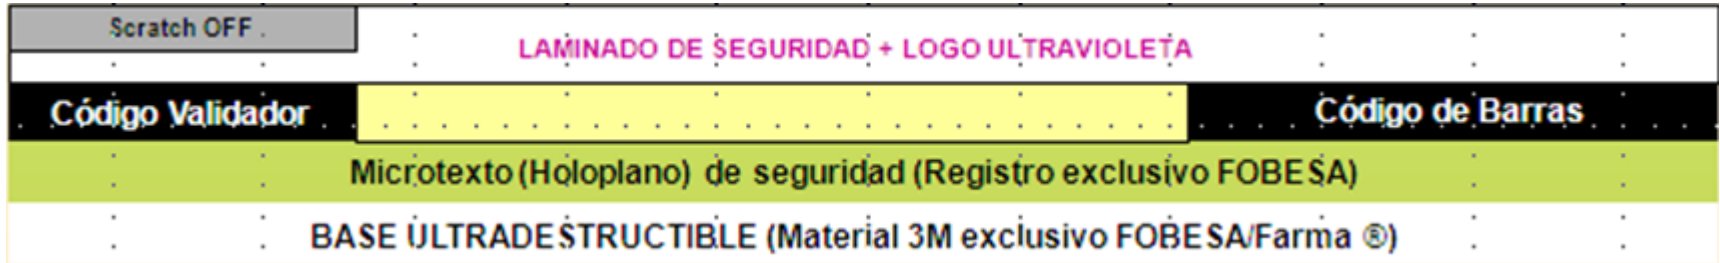 Scratch OFF
LAMINADO DE SEGURIDAD + LOGO ULTRAVIOLETA
Código Validador
Código de Barras
Microtexto (Holoplano) de seguridad (Registro exclusivo FOBESA)
BASE ULTRADESTRUCTIBLE (Material 3M exclusivo FOBESA/Farma ®)